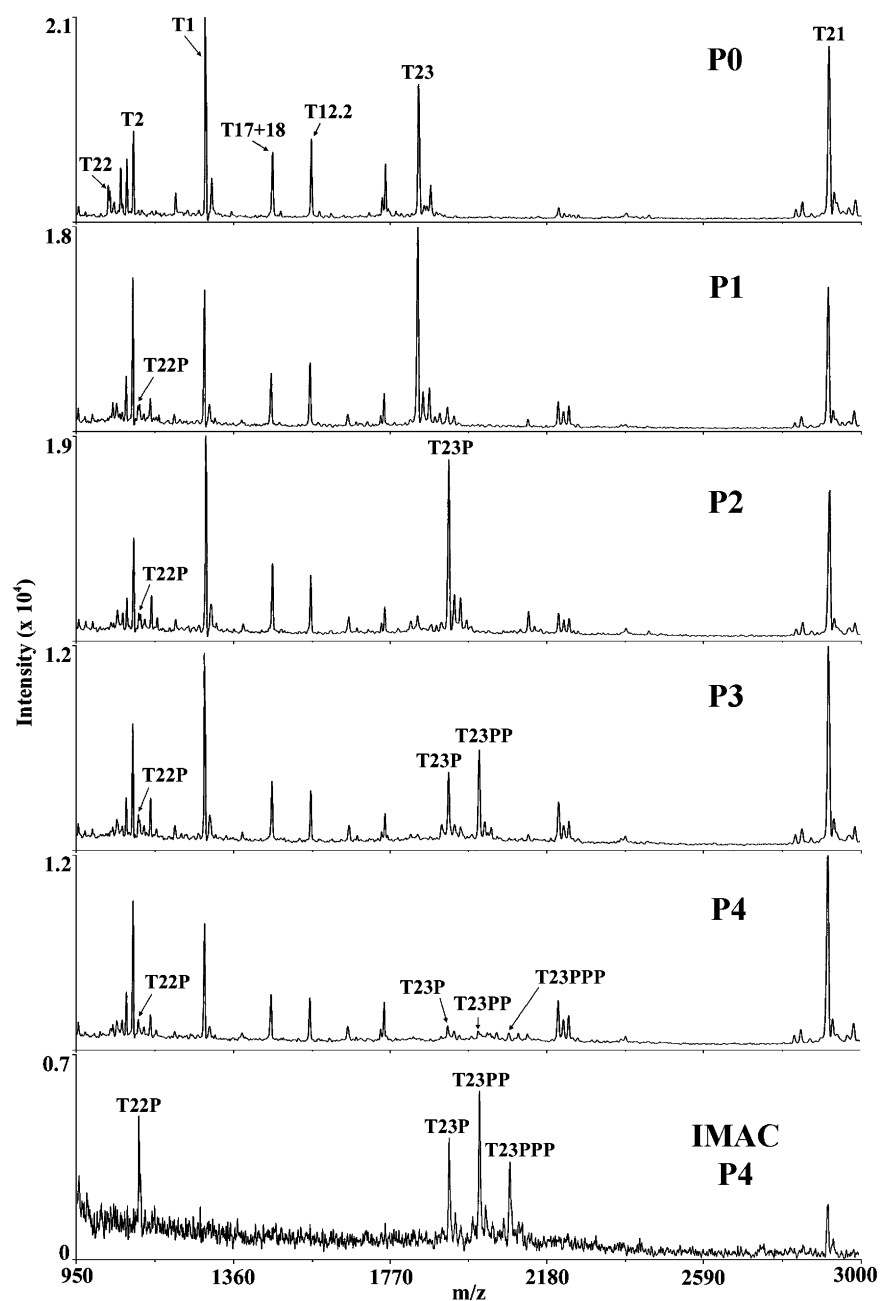 2.1
T1
T21
P0
T23
T2
T12.2
T17+18
T22
1.8
P1
T22P
1.9
T23P
P2
T22P
Intensity (x 10⁴)
1.2
P3
T23PP
T23P
T22P
1.2
P4
T22P
T23P
T23PP
T23PPP
0.7
T23PP
T22P
T23P
T23PPP
IMAC
P4
0
950
1360
1770
2180
2590
3000
m/z